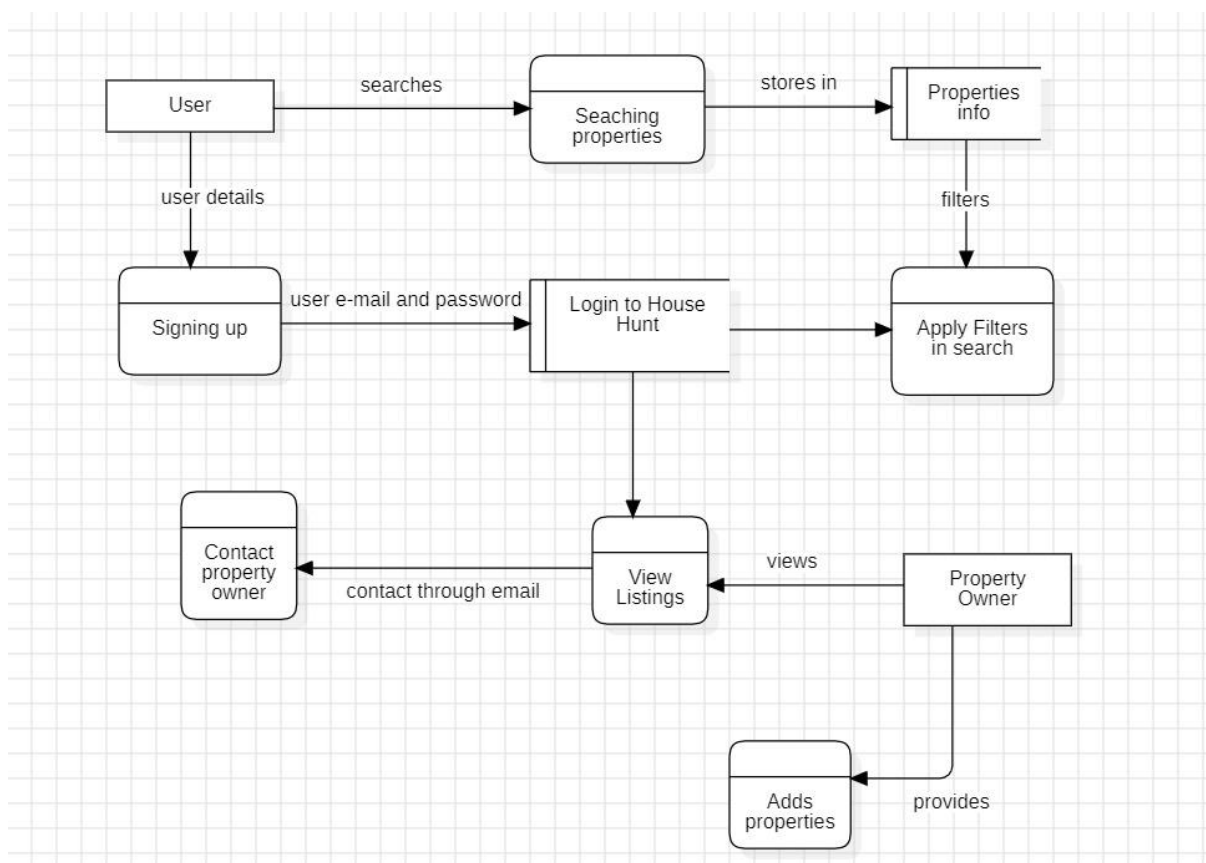 User
searches
Seaching
properties
stores in
Properties
info
user details
filters
Signing up
user e-mail and password
Login to House
Hunt
Apply Filters
in search
Contact
property
owner
contact through email
View
Listings
views
Property
Owner
Adds
properties
provides